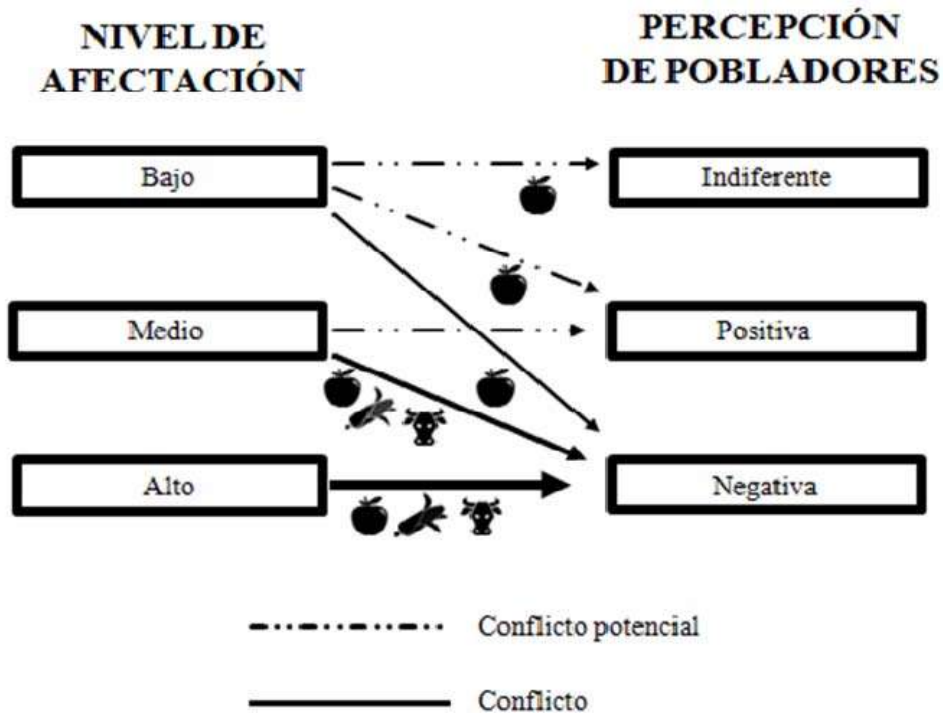 NIVEL DE
AFECTACIÓN
PERCEPCIÓN
DE POBLADORES
Bajo
Indiferente
Medio
Positiva
Alto
Negativa
Conflicto potencial
Conflicto